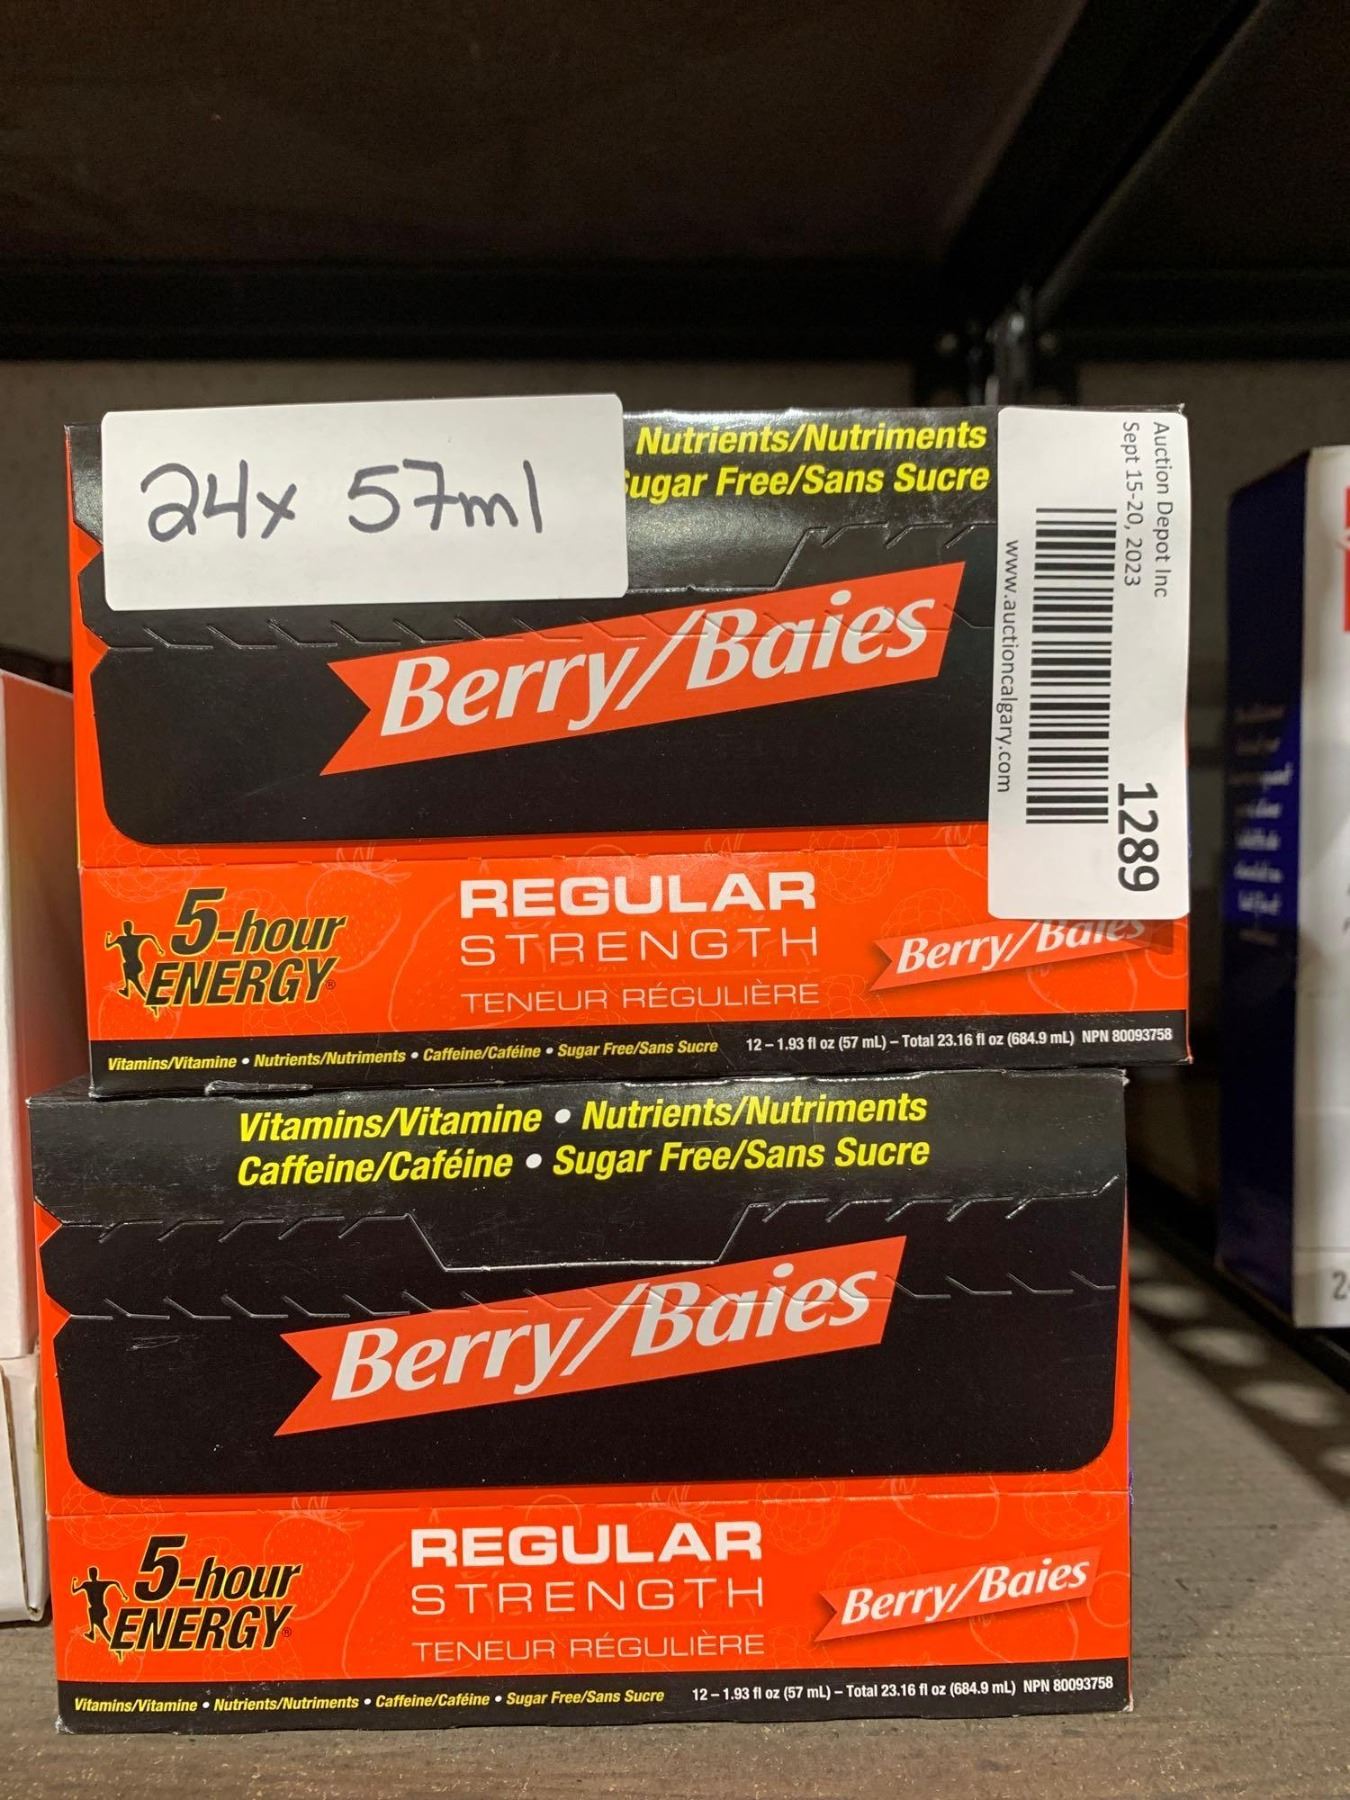 24x 57ml
Nutrients/Nutriments
Sugar Free/Sans Sucre
Auction Depot Inc
Sept 15-20, 2023
1289
www.auctioncalgary.com
Berry/Baies
5-hour
ENERGY®
REGULAR
STRENGTH
TENEUR RÉGULIÈRE
Berry/Baies
Vitamins/Vitamine • Nutrients/Nutriments • Caffeine/Caféine • Sugar Free/Sans Sucre 12 – 1.93 fl oz (57 mL) – Total 23.16 fl oz (684.9 mL) NPN 80093758
Vitamins/Vitamine • Nutrients/Nutriments
Caffeine/Caféine • Sugar Free/Sans Sucre
Berry/Baies
5-hour
ENERGY®
REGULAR
STRENGTH
TENEUR RÉGULIÈRE
Berry/Baies
Vitamins/Vitamine • Nutrients/Nutriments • Caffeine/Caféine • Sugar Free/Sans Sucre 12 – 1.93 fl oz (57 mL) – Total 23.16 fl oz (684.9 mL) NPN 80093758